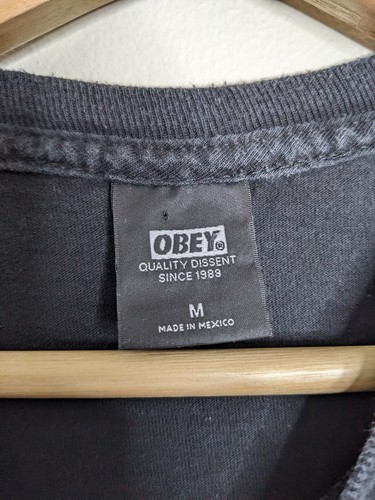 OBEY®
QUALITY DISSENT
SINCE 1989
M
MADE IN MEXICO